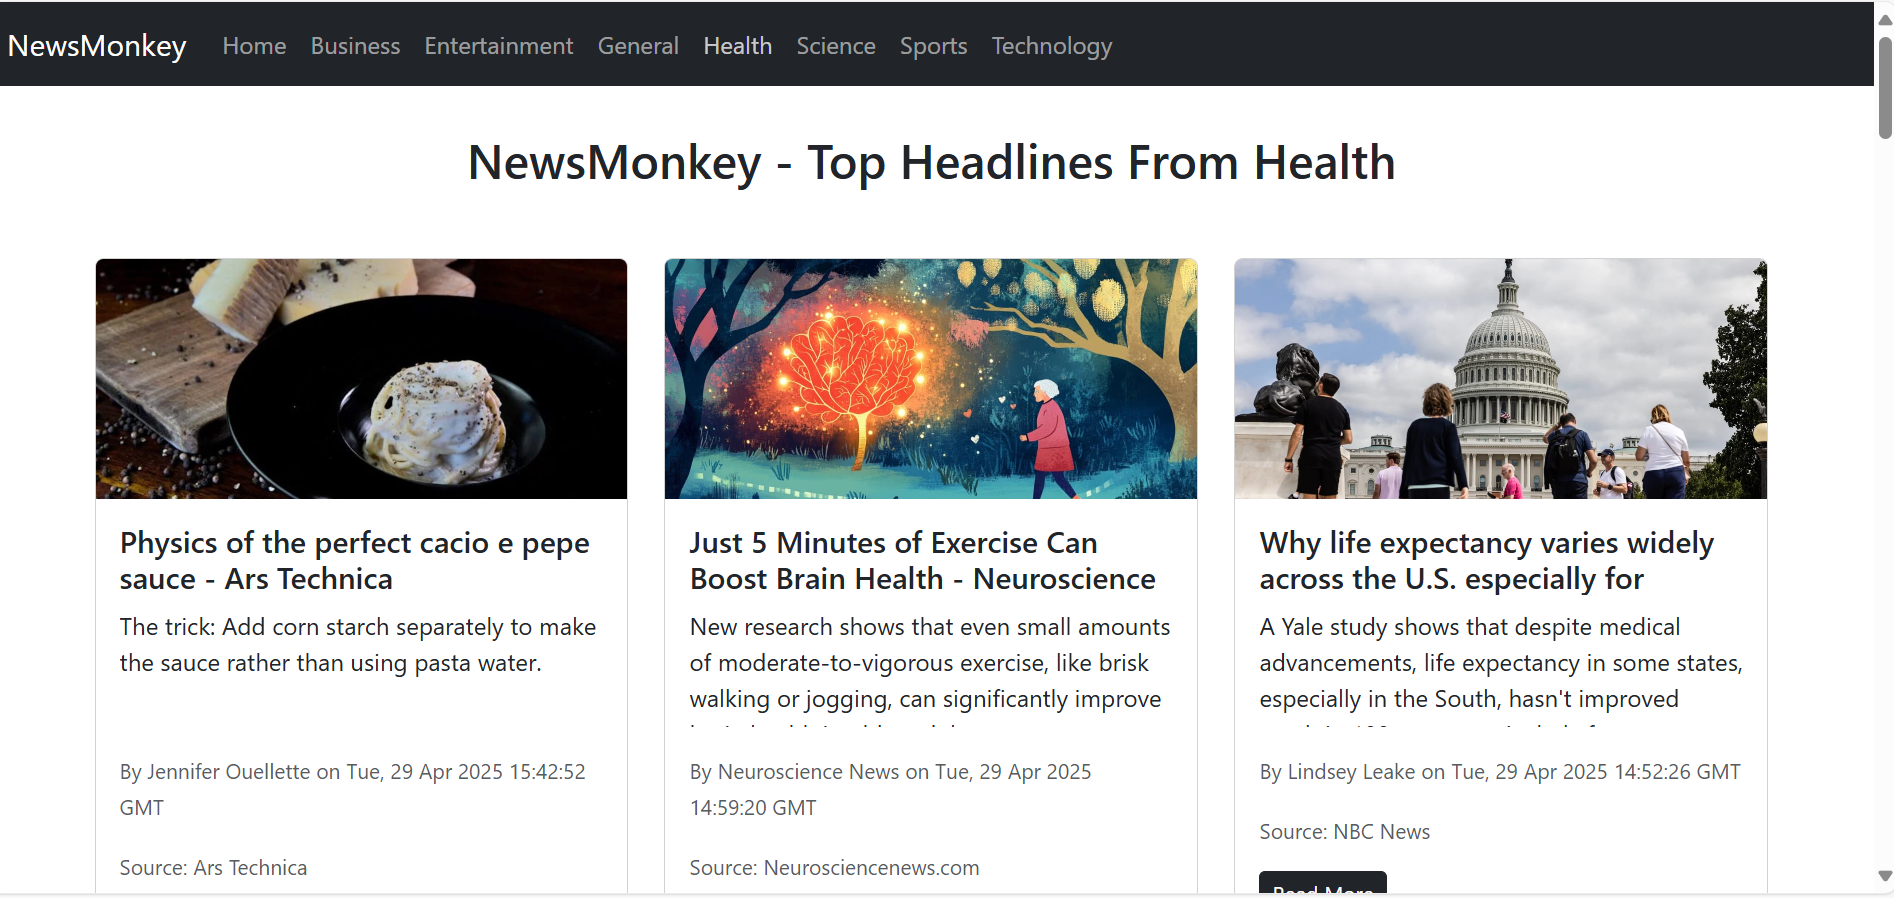 NewsMonkey Home Business Entertainment General Health Science Sports Technology
NewsMonkey - Top Headlines From Health
Physics of the perfect cacio e pepe
sauce - Ars Technica
The trick: Add corn starch separately to make
the sauce rather than using pasta water.
By Jennifer Ouellette on Tue, 29 Apr 2025 15:42:52
GMT
Source: Ars Technica
Just 5 Minutes of Exercise Can
Boost Brain Health - Neuroscience
New research shows that even small amounts
of moderate-to-vigorous exercise, like brisk
walking or jogging, can significantly improve
By Neuroscience News on Tue, 29 Apr 2025
14:59:20 GMT
Source: Neurosciencenews.com
Why life expectancy varies widely
across the U.S. especially for
A Yale study shows that despite medical
advancements, life expectancy in some states,
especially in the South, hasn't improved
By Lindsey Leake on Tue, 29 Apr 2025 14:52:26 GMT
Source: NBC News
Read More